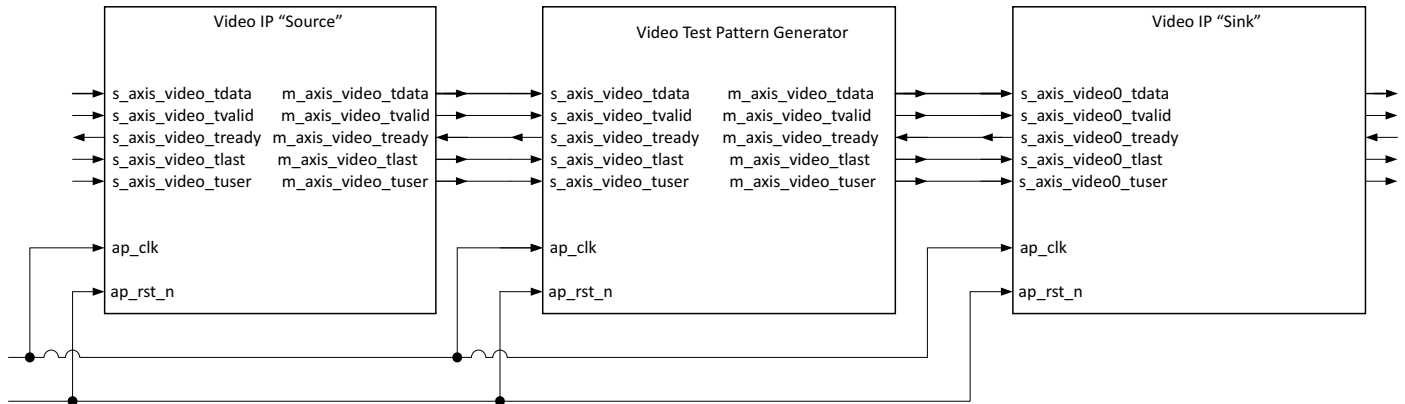 Video IP “Source”
s_axis_video_tdata m_axis_video_tdata
s_axis_video_tvalid m_axis_video_tvalid
s_axis_video_tready m_axis_video_tready
s_axis_video_tlast m_axis_video_tlast
s_axis_video_tuser m_axis_video_tuser
ap_clk
ap_rst_n
Video Test Pattern Generator
s_axis_video_tdata m_axis_video_tdata
s_axis_video_tvalid m_axis_video_tvalid
s_axis_video_tready m_axis_video_tready
s_axis_video_tlast m_axis_video_tlast
s_axis_video_tuser m_axis_video_tuser
ap_clk
ap_rst_n
Video IP “Sink”
s_axis_video0_tdata
s_axis_video0_tvalid
s_axis_video0_tready
s_axis_video0_tlast
s_axis_video0_tuser
ap_clk
ap_rst_n